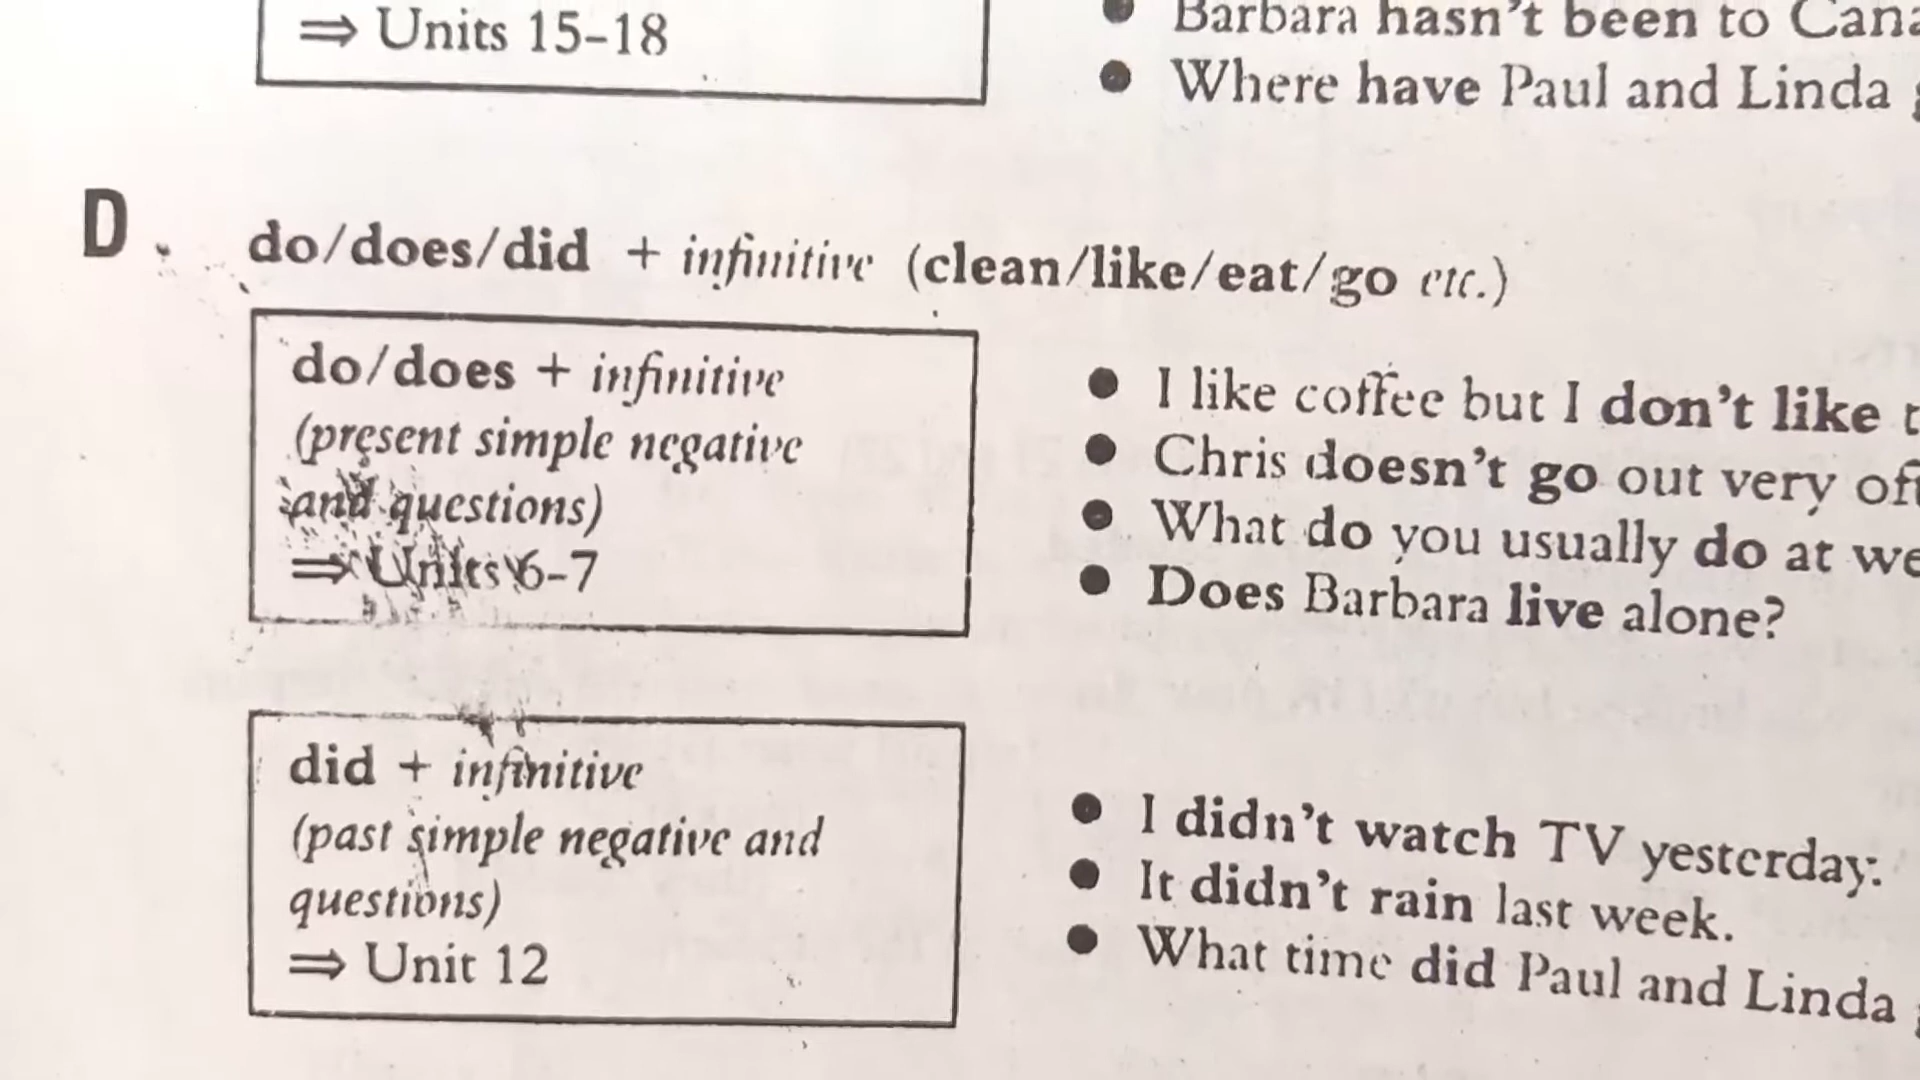 ⇒ Units 15–18
● Barbara hasn't been to
● Where have Paul and Linda
D.
do/does/did + infinitive (clean/like/eat/go etc.)
do/does + infinitive
(present simple negative
and questions)
⇒ Units 6–7
● I like coffee but I don't like
● Chris doesn't go out very
● What do you usually do at
● Does Barbara live alone?
did + infinitive
(past simple negative and
questions)
⇒ Unit 12
● I didn't watch TV yesterday.
● It didn't rain last week.
● What time did Paul and Linda